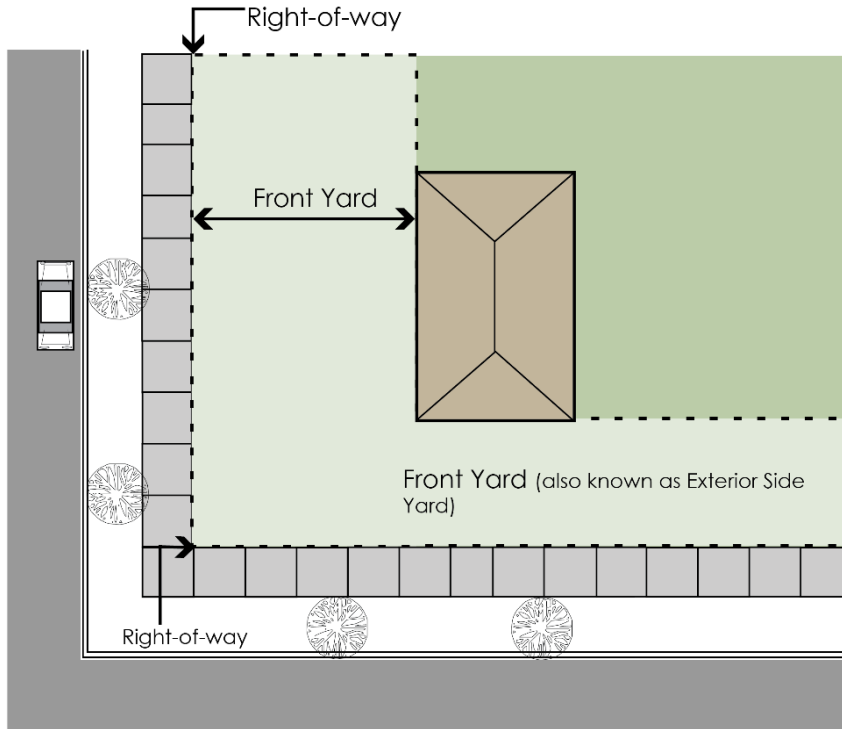 Right-of-way
Front Yard
Front Yard (also known as Exterior Side
Yard)
Right-of-way